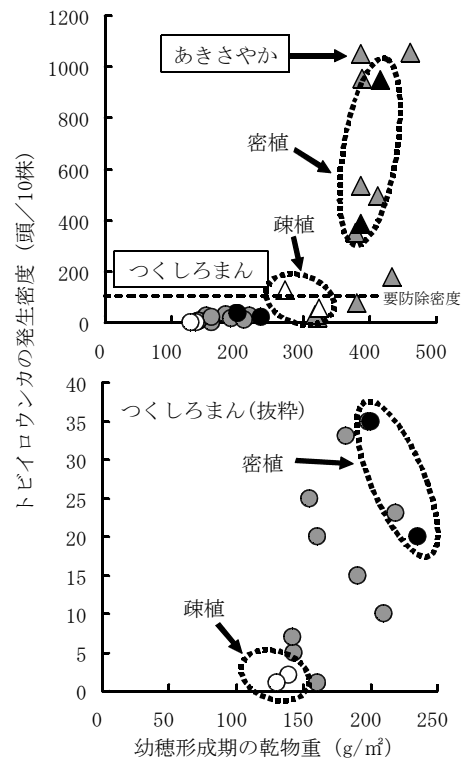 トビイロウンカの発生密度（頭／10株）
1200
1000
800
600
400
200
0
あきさやか
密植
疎植
つくしろまん
要防除密度
0 100 200 300 400 500
40
35
30
25
20
15
10
5
0
つくしろまん(抜粋)
密植
疎植
0 50 100 150 200 250
幼穂形成期の乾物重（g/㎡）